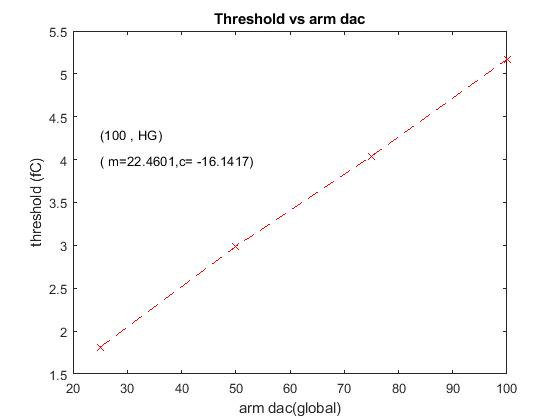 Threshold vs arm dac
5.5
5
4.5
4
3.5
3
2.5
2
1.5
threshold (fC)
(100 , HG)
( m=22.4601,c= -16.1417)
20 30 40 50 60 70 80 90 100
arm dac(global)